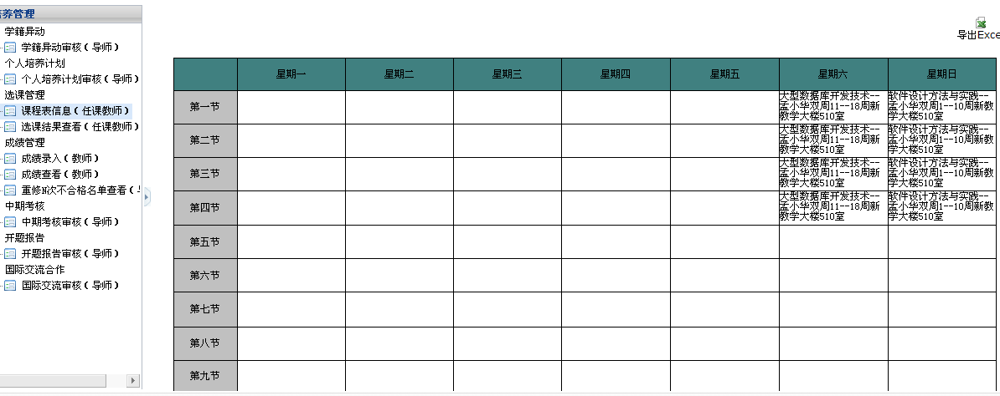 培养管理
学籍异动
学籍异动审核(导师)
个人培养计划
个人培养计划审核(导师)
选课管理
课程表信息(任课教师)
选课结果查看(任课教师)
成绩管理
成绩录入(教师)
成绩查看(教师)
重修N次不合格名单查看(
中期考核
中期考核审核(导师)
开题报告
开题报告审核(导师)
国际交流合作
国际交流审核(导师)
导出Exce
星期一 星期二 星期三 星期四 星期五 星期六 星期日
第一节
大型数据库开发技术--
孟小华双周11--18周新
教学大楼510室
软件设计方法与实践--
孟小华双周1--10周新教
学大楼510室
第二节
大型数据库开发技术--
孟小华双周11--18周新
教学大楼510室
软件设计方法与实践--
孟小华双周1--10周新教
学大楼510室
第三节
大型数据库开发技术--
孟小华双周11--18周新
教学大楼510室
软件设计方法与实践--
孟小华双周1--10周新教
学大楼510室
第四节
大型数据库开发技术--
孟小华双周11--18周新
教学大楼510室
软件设计方法与实践--
孟小华双周1--10周新教
学大楼510室
第五节
第六节
第七节
第八节
第九节